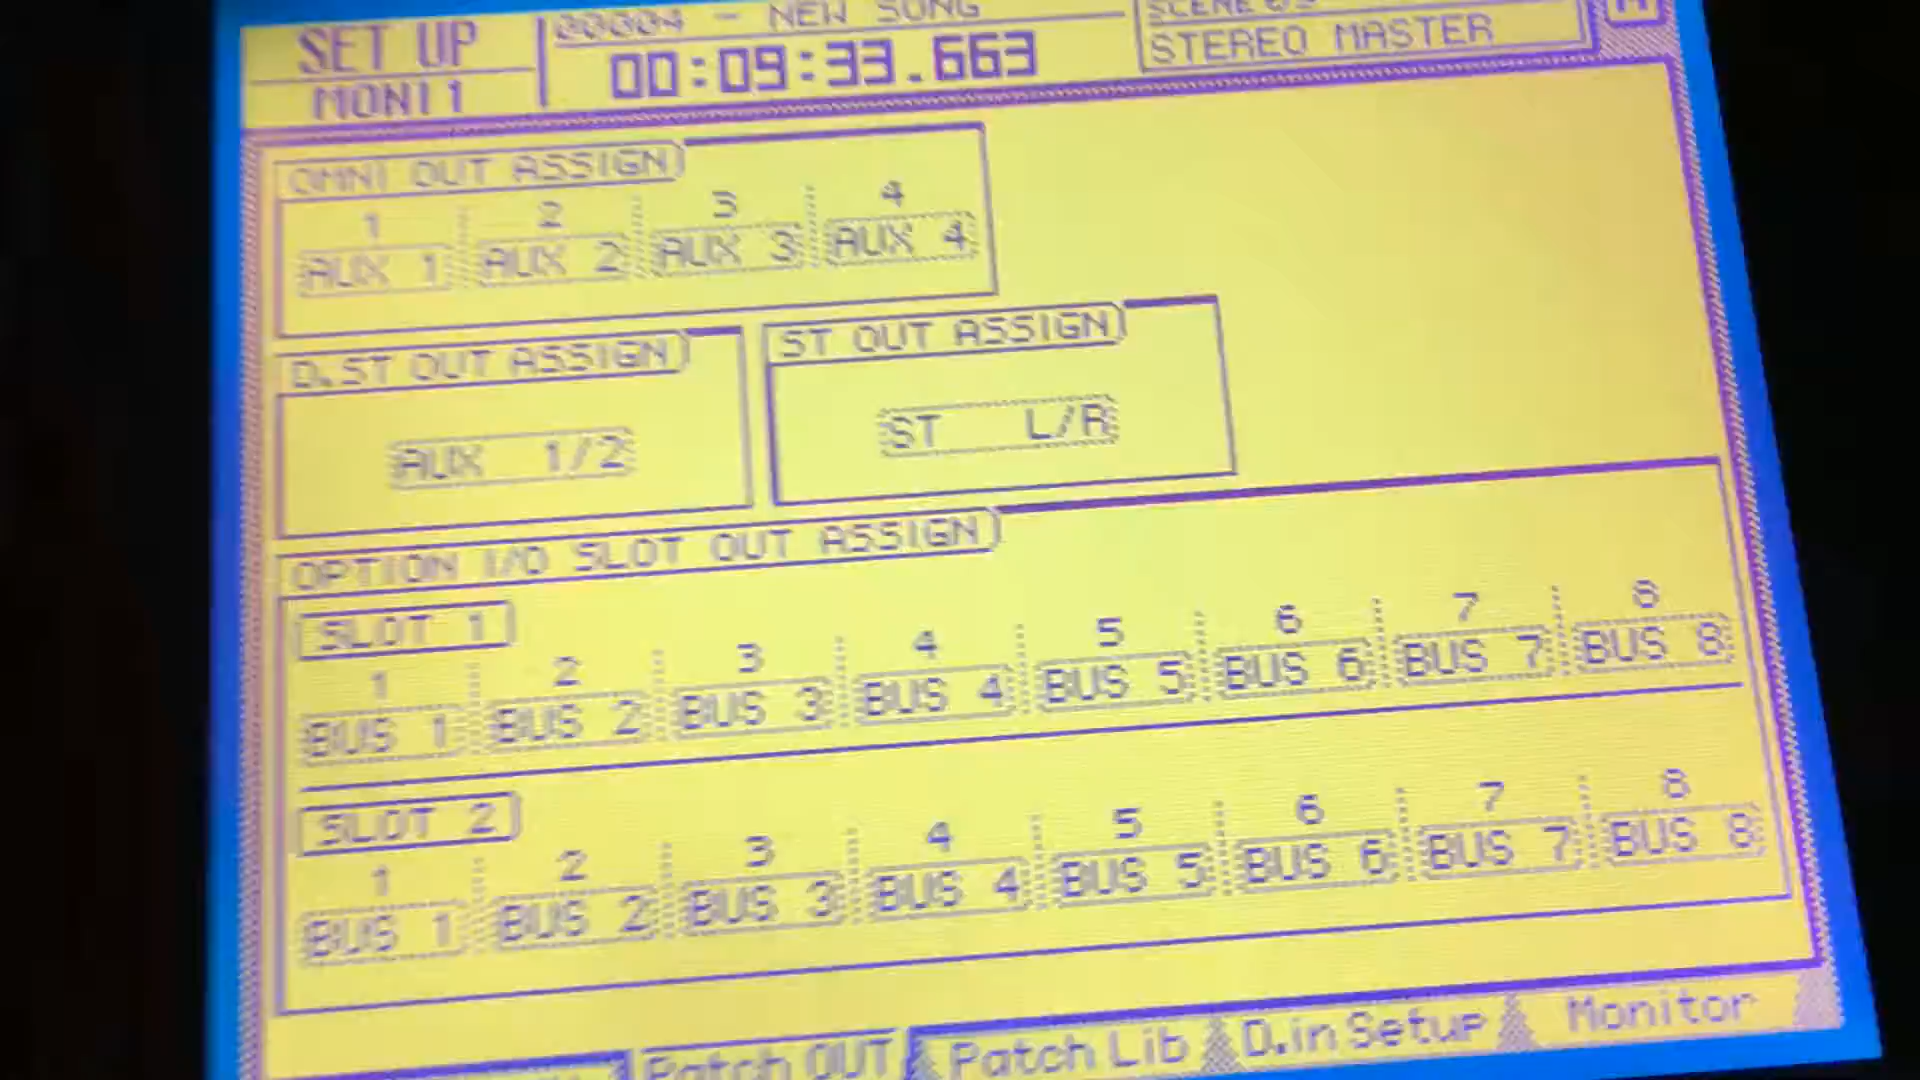 SET UP
MONI 1
00004 - NEW SONG
00:09:33.663
STEREO MASTER
OMNI OUT ASSIGN
1 2 3 4
AUX 1 AUX 2 AUX 3 AUX 4
D.ST OUT ASSIGN
AUX 1/2
ST OUT ASSIGN
ST L/R
OPTION I/O SLOT OUT ASSIGN
SLOT 1
1 2 3 4 5 6 7 8
BUS 1 BUS 2 BUS 3 BUS 4 BUS 5 BUS 6 BUS 7 BUS 8
SLOT 2
1 2 3 4 5 6 7 8
BUS 1 BUS 2 BUS 3 BUS 4 BUS 5 BUS 6 BUS 7 BUS 8
Patch OUT Patch Lib D.in Setup Monitor